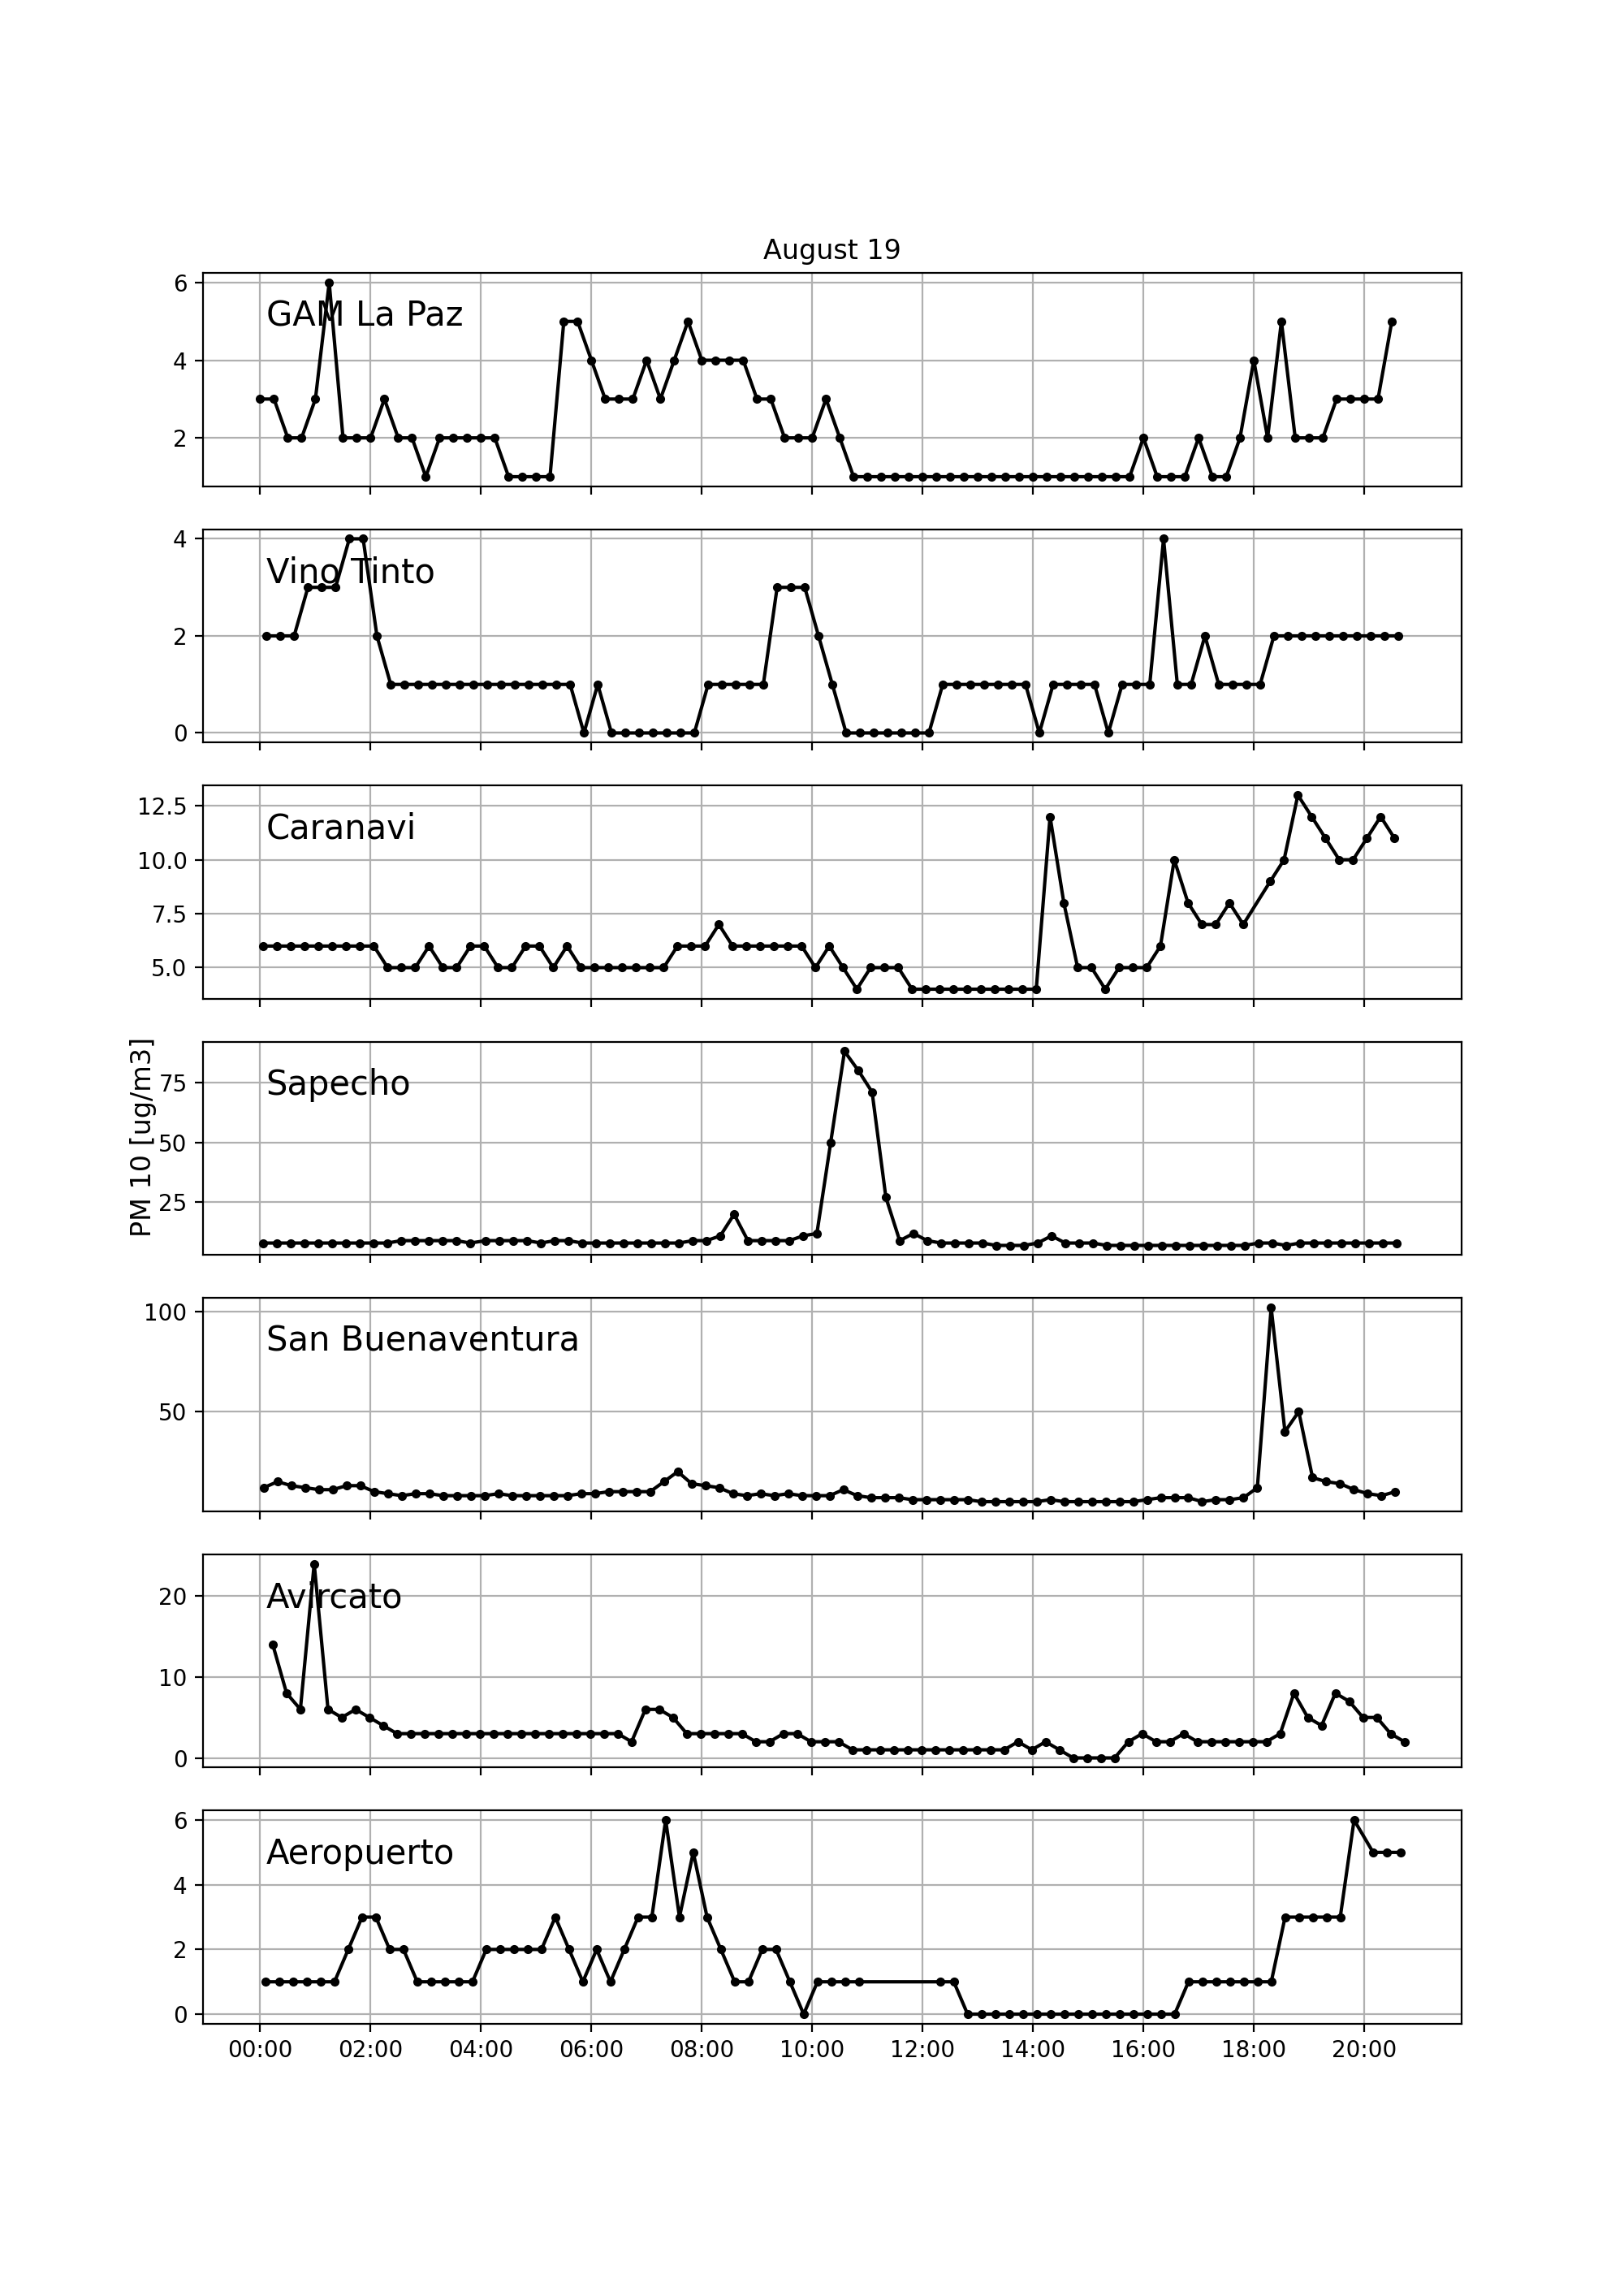 August 19
6
GAM La Paz
4
2
4
Vino Tinto
2
0
12.5
Caranavi
10.0
7.5
5.0
PM 10 [ug/m3]
Sapecho
75
50
25
100
San Buenaventura
50
20
Avircato
10
0
6
Aeropuerto
4
2
0
00:00 02:00 04:00 06:00 08:00 10:00 12:00 14:00 16:00 18:00 20:00